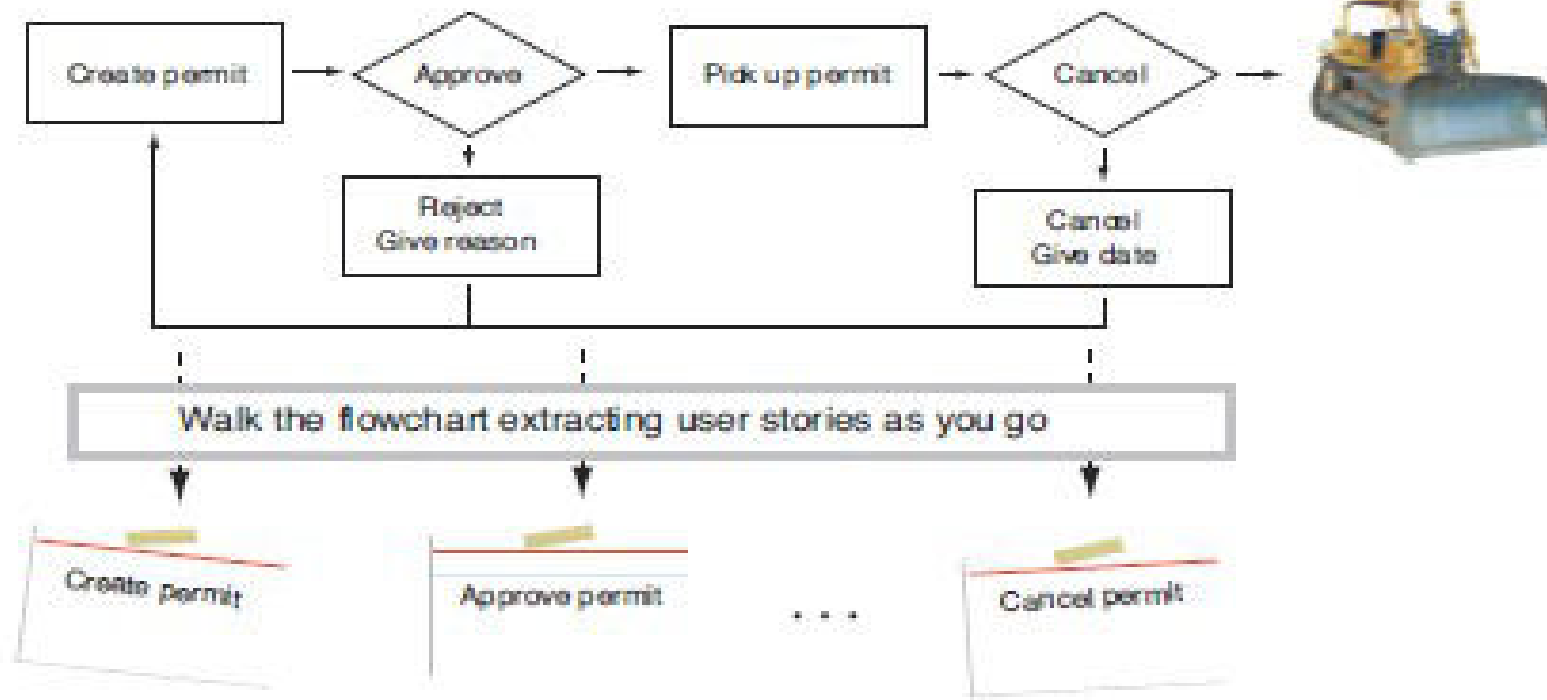 Create permit
Approve
Pick up permit
Cancel
Reject
Give reason
Cancel
Give date
Walk the flowchart extracting user stories as you go
Create permit
Approve permit
...
Cancel permit